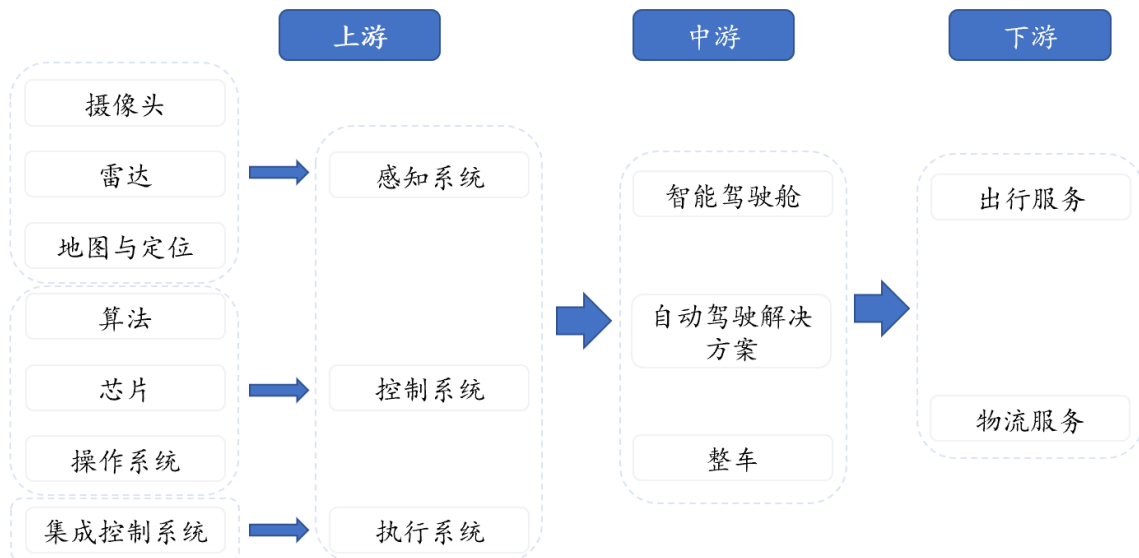 上游
中游
下游
摄像头
雷达
地图与定位
算法
芯片
操作系统
集成控制系统
感知系统
控制系统
执行系统
智能驾驶舱
自动驾驶解决
方案
整车
出行服务
物流服务